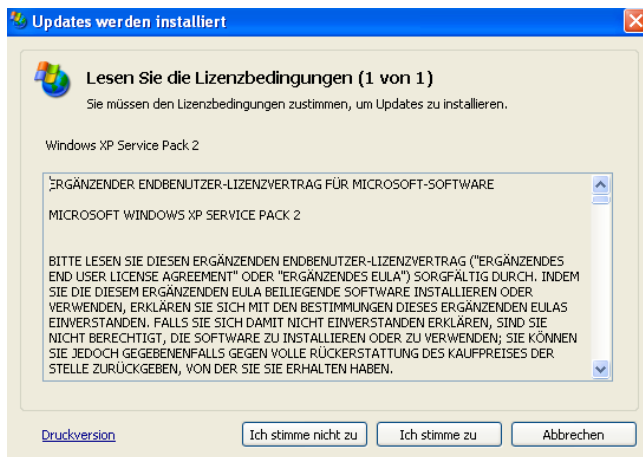 Updates werden installiert
Lesen Sie die Lizenzbedingungen (1 von 1)
Sie müssen den Lizenzbedingungen zustimmen, um Updates zu installieren.
Windows XP Service Pack 2
ERGÄNZENDER ENDBENUTZER-LIZENZVERTRAG FÜR MICROSOFT-SOFTWARE
MICROSOFT WINDOWS XP SERVICE PACK 2
BITTE LESEN SIE DIESEN ERGÄNZENDEN ENDBENUTZER-LIZENZVERTRAG ("ERGÄNZENDES
END USER LICENSE AGREEMENT" ODER "ERGÄNZENDES EULA") SORGFÄLTIG DURCH. INDEM
SIE DIE DIESEM ERGÄNZENDEN EULA BEILIEGENDE SOFTWARE INSTALLIEREN ODER
VERWENDEN, ERKLÄREN SIE SICH MIT DEN BESTIMMUNGEN DIESES ERGÄNZENDEN EULAS
EINVERSTANDEN. FALLS SIE SICH DAMIT NICHT EINVERSTANDEN ERKLÄREN, SIND SIE
NICHT BERECHTIGT, DIE SOFTWARE ZU INSTALLIEREN ODER ZU VERWENDEN; SIE KÖNNEN
SIE JEDOCH GEGEBENENFALLS GEGEN VOLLE RÜCKERSTATTUNG DES KAUFPREISES DER
STELLE ZURÜCKGEBEN, VON DER SIE SIE ERHALTEN HABEN.
Druckversion
Ich stimme nicht zu
Ich stimme zu
Abbrechen